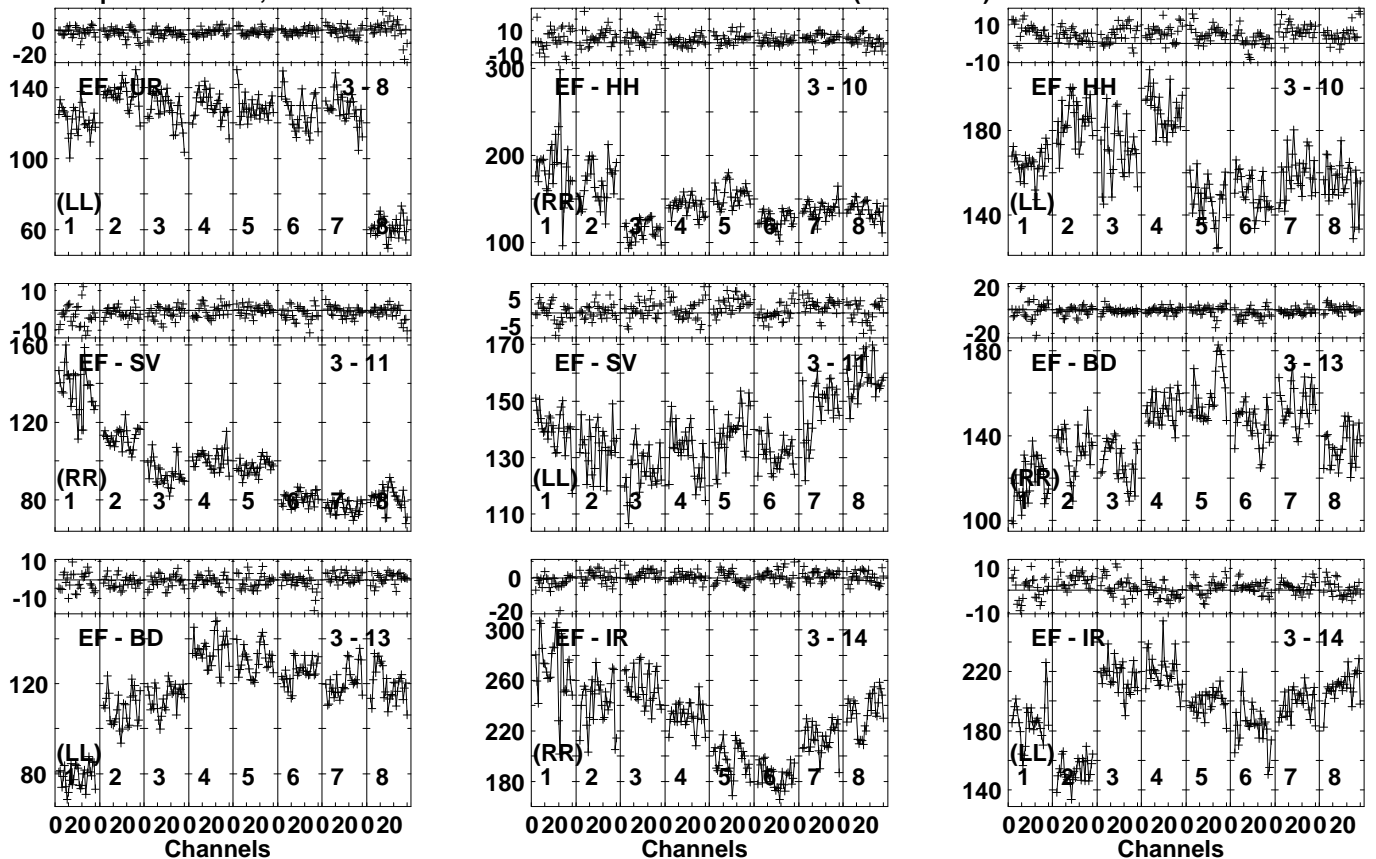 0
-20
140
100
60
EF - UR 3 - 8
(LL)
1 2 3 4 5 6 7 8
10
-10
300
200
100
EF - HH 3 - 10
(RR)
1 2 3 4 5 6 7 8
10
-10
180
140
EF - HH 3 - 10
(LL)
1 2 3 4 5 6 7 8
10
-10
160
120
80
EF - SV 3 - 11
(RR)
1 2 3 4 5 6 7 8
5
-5
170
150
130
110
EF - SV 3 - 11
(LL)
1 2 3 4 5 6 7 8
20
-20
180
140
100
EF - BD 3 - 13
(RR)
1 2 3 4 5 6 7 8
10
-10
120
80
EF - BD 3 - 13
(LL)
1 2 3 4 5 6 7 8
0 20 0 20 0 20 0 20 0 20 0 20 0 20 0 20
Channels
0
-20
300
260
220
180
EF - IR 3 - 14
(RR)
1 2 3 4 5 6 7 8
0 20 0 20 0 20 0 20 0 20 0 20 0 20 0 20
Channels
10
-10
220
180
140
EF - IR 3 - 14
(LL)
1 2 3 4 5 6 7 8
0 20 0 20 0 20 0 20 0 20 0 20 0 20 0 20
Channels